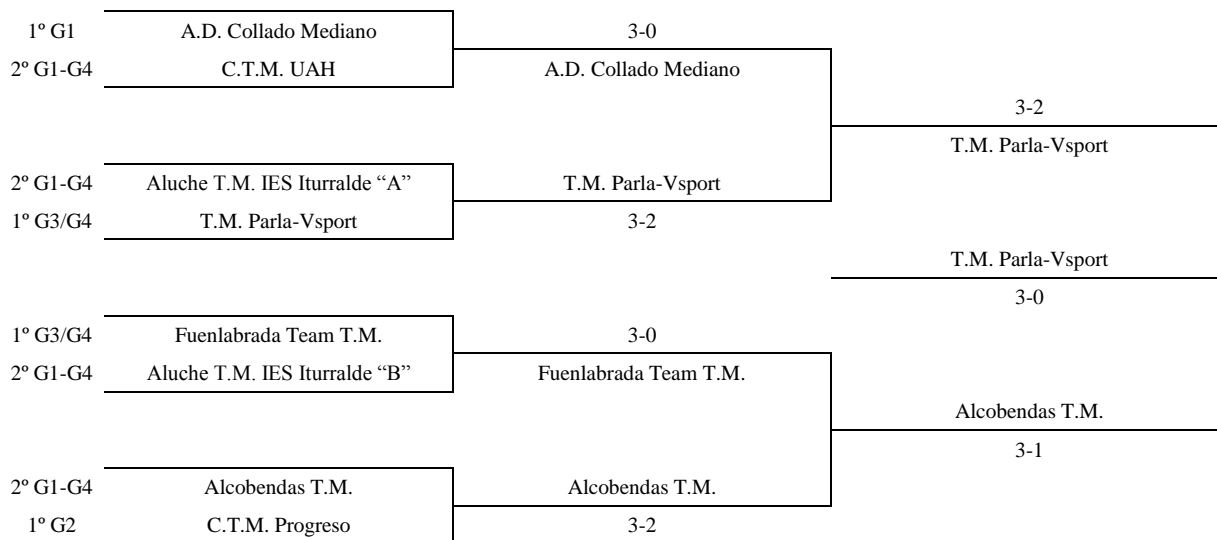 1º G1 A.D. Collado Mediano 3-0
2º G1-G4 C.T.M. UAH A.D. Collado Mediano
3-2
T.M. Parla-Vsport
2º G1-G4 Aluche T.M. IES Iturralde “A” T.M. Parla-Vsport
1º G3/G4 T.M. Parla-Vsport 3-2
T.M. Parla-Vsport
3-0
1º G3/G4 Fuenlabrada Team T.M. 3-0
2º G1-G4 Aluche T.M. IES Iturralde “B” Fuenlabrada Team T.M.
Alcobendas T.M.
3-1
2º G1-G4 Alcobendas T.M. Alcobendas T.M.
1º G2 C.T.M. Progreso 3-2